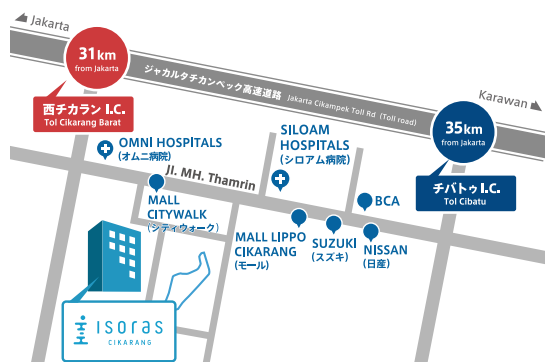 Jakarta
31km
from Jakarta
西チカラン I.C.
Tol Cikarang Barat
ジャカルタチカンペック高速道路 Jakarta Cikampek Toll Rd (Toll road)
Karawan
35km
from Jakarta
チバトゥ I.C.
Tol Cibatu
OMNI HOSPITALS
(オムニ病院)
SILOAM
HOSPITALS
(シロアム病院)
Jl. MH. Thamrin
MALL
CITYWALK
(シティウォーク)
BCA
MALL LIPPO
CIKARANG
(モール)
SUZUKI
(スズキ)
NISSAN
(日産)
isoras
CIKARANG